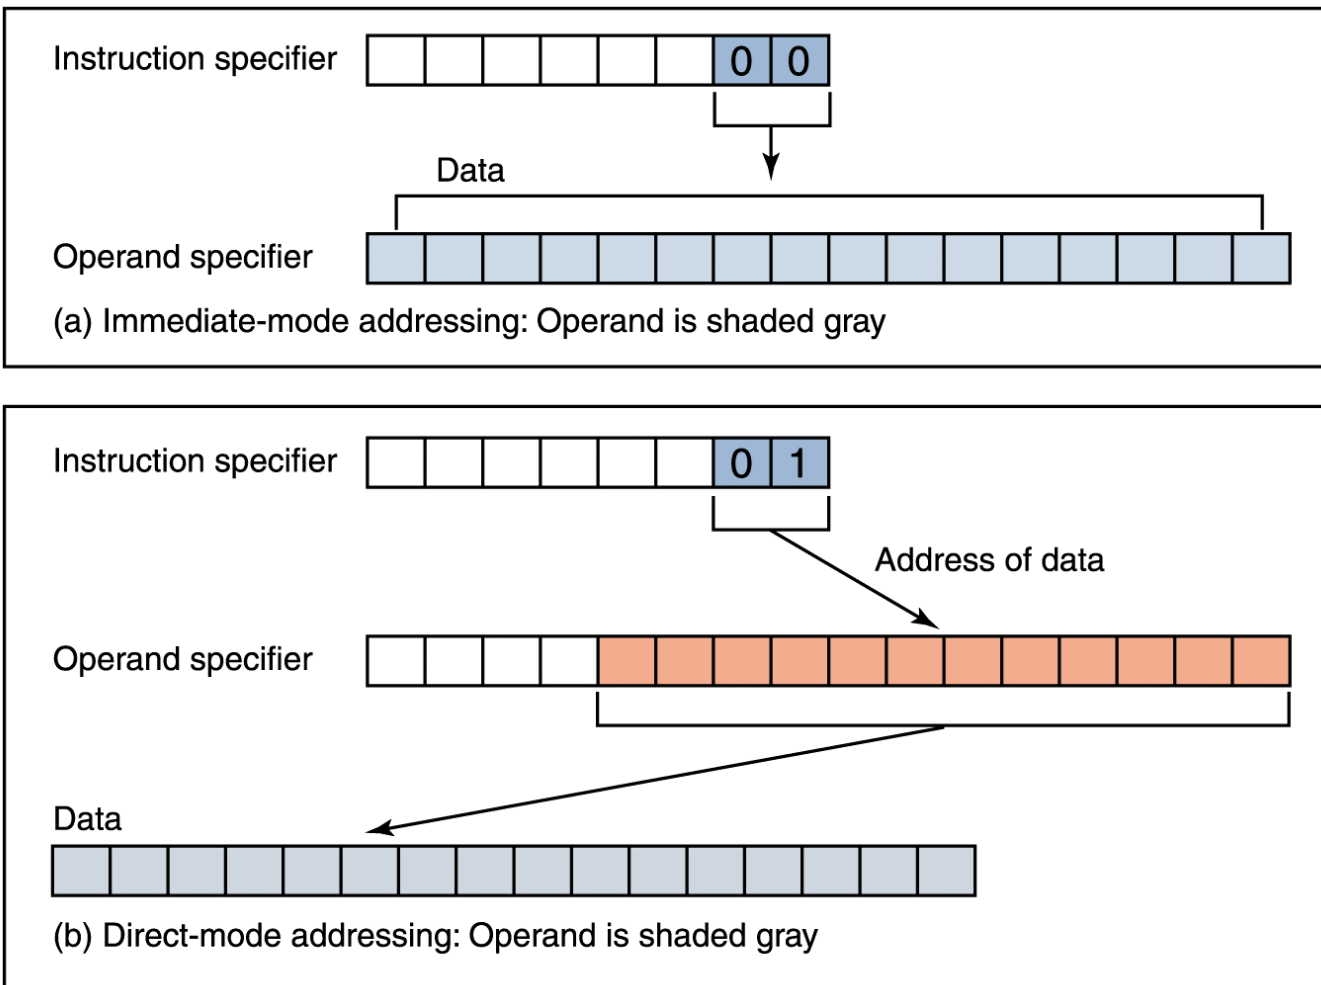 Instruction specifier
0 0
Data
Operand specifier
(a) Immediate-mode addressing: Operand is shaded gray
Instruction specifier
0 1
Address of data
Operand specifier
Data
(b) Direct-mode addressing: Operand is shaded gray